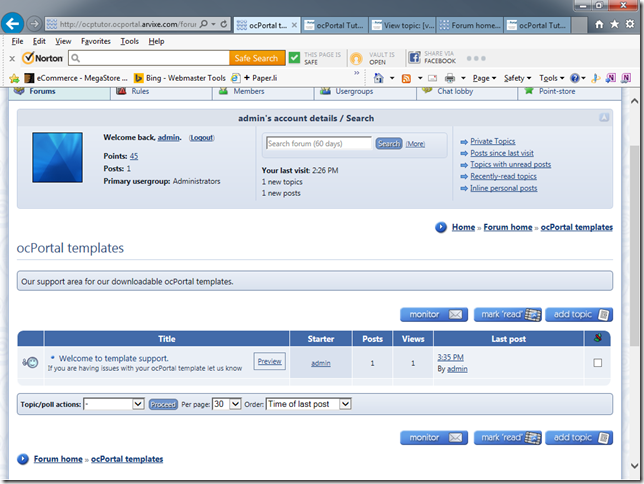 http://ocptutor.ocportal.arvixe.com/forum
ocPortal t... ocPortal Tut... View topic: [v... Forum home... ocPortal Tut...
File Edit View Favorites Tools Help
Norton Safe Search THIS PAGE IS SAFE VAULT IS OPEN SHARE VIA FACEBOOK
eCommerce - MegaStore ... Bing - Webmaster Tools + Paper.li » Page Safety Tools »
Forums Rules Members Usergroups Chat lobby Point-store
admin's account details / Search
Welcome back, admin. (Logout)
Points: 45
Posts: 1
Primary usergroup: Administrators
Search forum (60 days) Search (More)
Your last visit: 2:26 PM
1 new topics
1 new posts
Private Topics
Posts since last visit
Topics with unread posts
Recently-read topics
Inline personal posts
Home » Forum home » ocPortal templates
ocPortal templates
Our support area for our downloadable ocPortal templates.
monitor mark 'read' add topic
Title Starter Posts Views Last post
* Welcome to template support. Preview admin 1 1 3:35 PM
If you are having issues with your ocPortal template let us know By admin
Topic/poll actions: - Proceed Per page: 30 Order: Time of last post
monitor mark 'read' add topic
Forum home » ocPortal templates